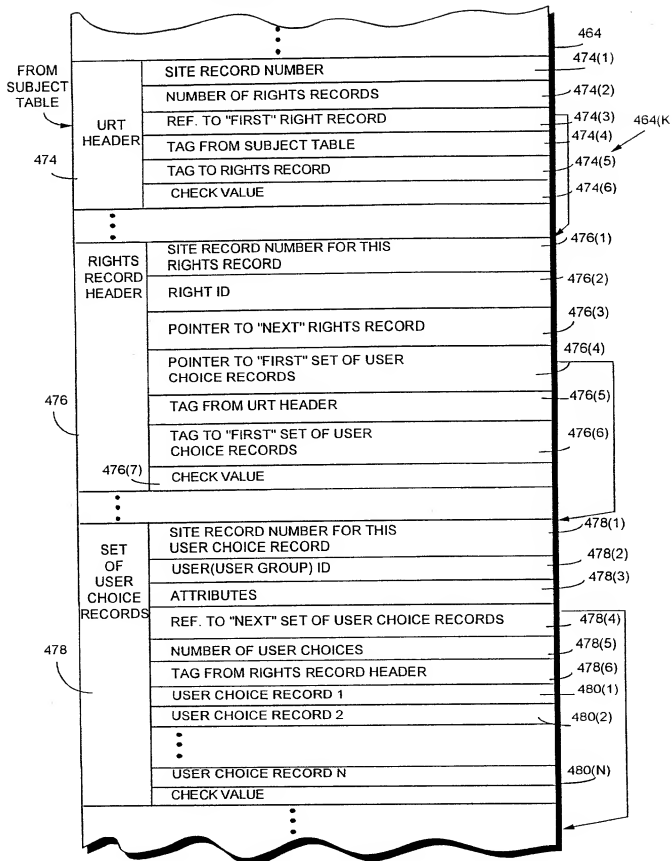 464
FROM
SUBJECT
TABLE
URT
HEADER
474
SITE RECORD NUMBER
474(1)
NUMBER OF RIGHTS RECORDS
474(2)
REF. TO "FIRST" RIGHT RECORD
474(3)
464(K
TAG FROM SUBJECT TABLE
474(4)
TAG TO RIGHTS RECORD
474(5)
CHECK VALUE
474(6)
RIGHTS
RECORD
HEADER
476
SITE RECORD NUMBER FOR THIS
RIGHTS RECORD
476(1)
RIGHT ID
476(2)
POINTER TO "NEXT" RIGHTS RECORD
476(3)
POINTER TO "FIRST" SET OF USER
CHOICE RECORDS
476(4)
TAG FROM URT HEADER
476(5)
TAG TO "FIRST" SET OF USER
CHOICE RECORDS
476(6)
476(7)
CHECK VALUE
SET
OF
USER
CHOICE
RECORDS
478
SITE RECORD NUMBER FOR THIS
USER CHOICE RECORD
478(1)
USER(USER GROUP) ID
478(2)
ATTRIBUTES
478(3)
REF. TO "NEXT" SET OF USER CHOICE RECORDS
478(4)
NUMBER OF USER CHOICES
478(5)
TAG FROM RIGHTS RECORD HEADER
478(6)
USER CHOICE RECORD 1
480(1)
USER CHOICE RECORD 2
480(2)
USER CHOICE RECORD N
480(N)
CHECK VALUE